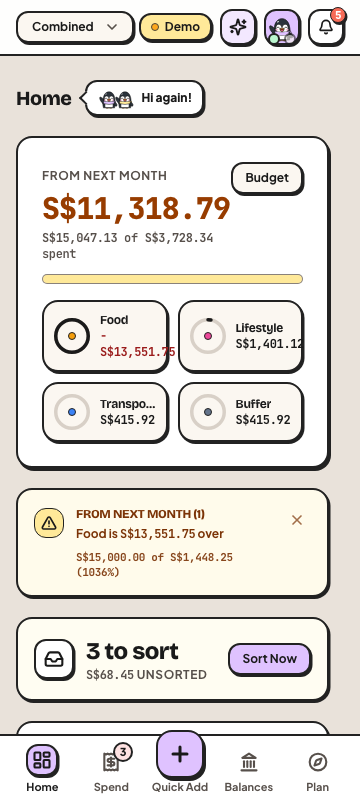 Combined
Demo
5
Home
Hi again!
FROM NEXT MONTH
Budget
S$11,318.79
S$15,047.13 of S$3,728.34
spent
Food
-
S$13,551.75
Lifestyle
S$1,401.12
Transpo...
S$415.92
Buffer
S$415.92
FROM NEXT MONTH (1)
Food is S$13,551.75 over
S$15,000.00 of S$1,448.25
(1036%)
3 to sort
S$68.45 UNSORTED
Sort Now
3
Home
Spend
Quick Add
Balances
Plan